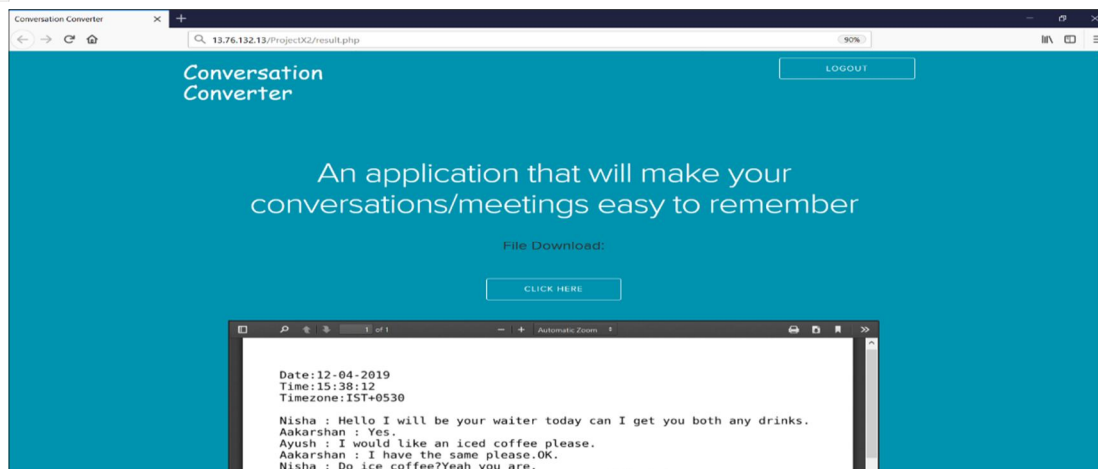 Conversation Converter
13.76.132.13/ProjectX2/result.php
90%
Conversation
Converter
LOGOUT
An application that will make your
conversations/meetings easy to remember
File Download:
CLICK HERE
1 of 1
Automatic Zoom
Date:12-04-2019
Time:15:38:12
Timezone:IST+0530
Nisha : Hello I will be your waiter today can I get you both any drinks.
Aakarshan : Yes.
Ayush : I would like an iced coffee please.
Aakarshan : I have the same please.OK.
Nisha : Do ice coffee?Yeah you are.